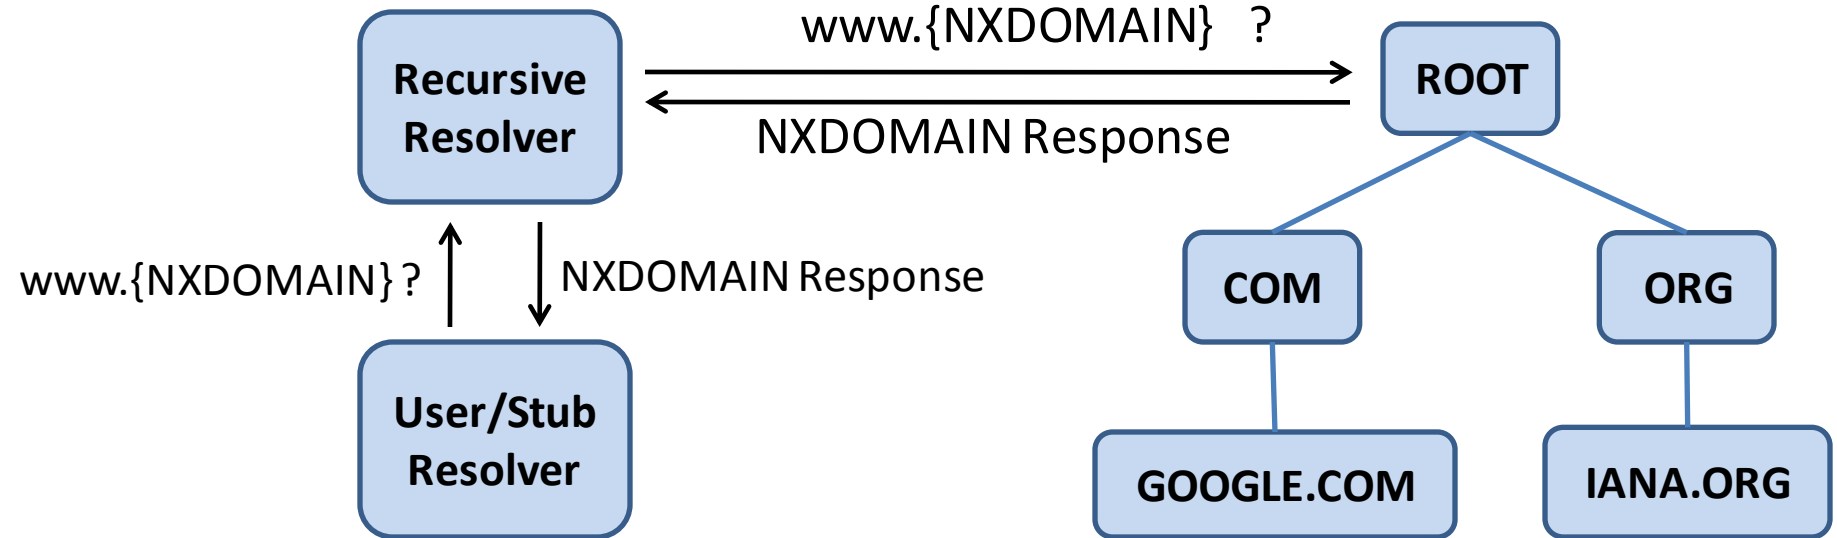 www.{NXDOMAIN} ?
Recursive
Resolver
ROOT
NXDOMAIN Response
www.{NXDOMAIN} ?
NXDOMAIN Response
COM
ORG
User/Stub
Resolver
GOOGLE.COM
IANA.ORG